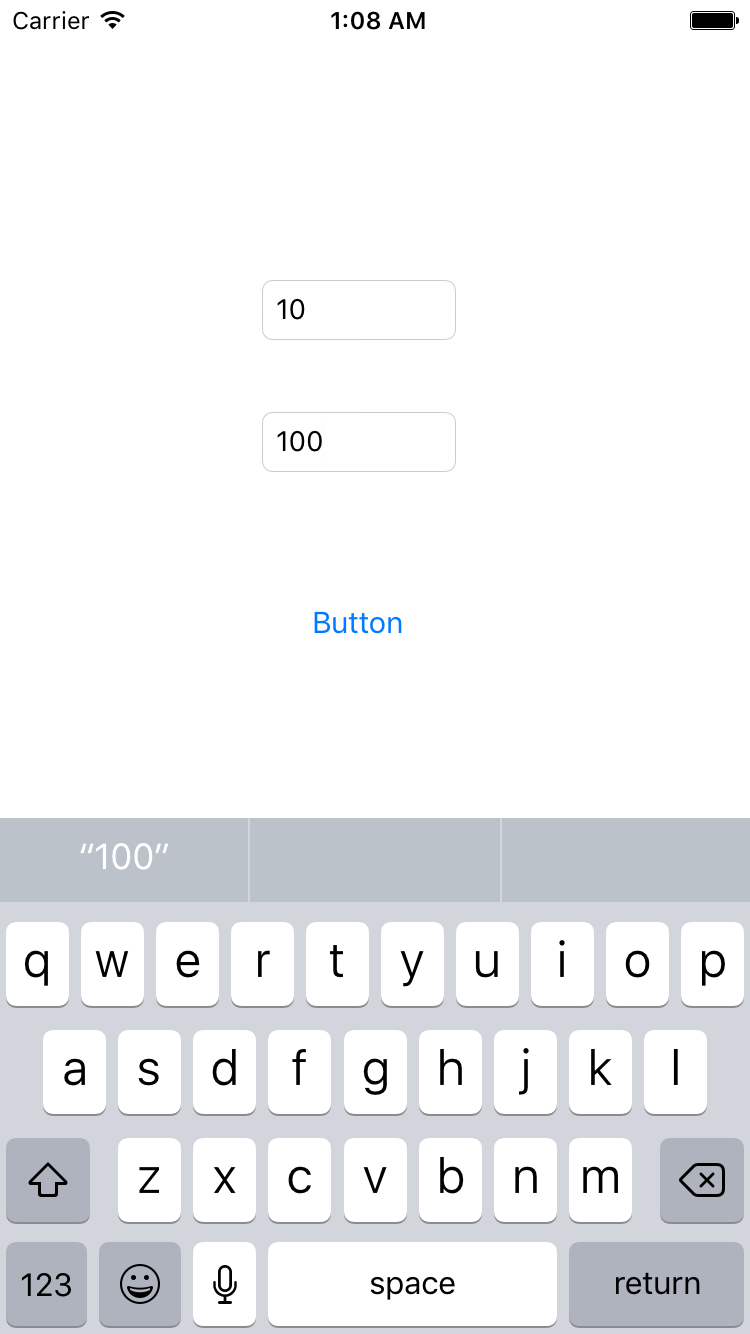 Carrier 1:08 AM
10
100
Button
“100”
q w e r t y u i o p
a s d f g h j k l
z x c v b n m
123 space return